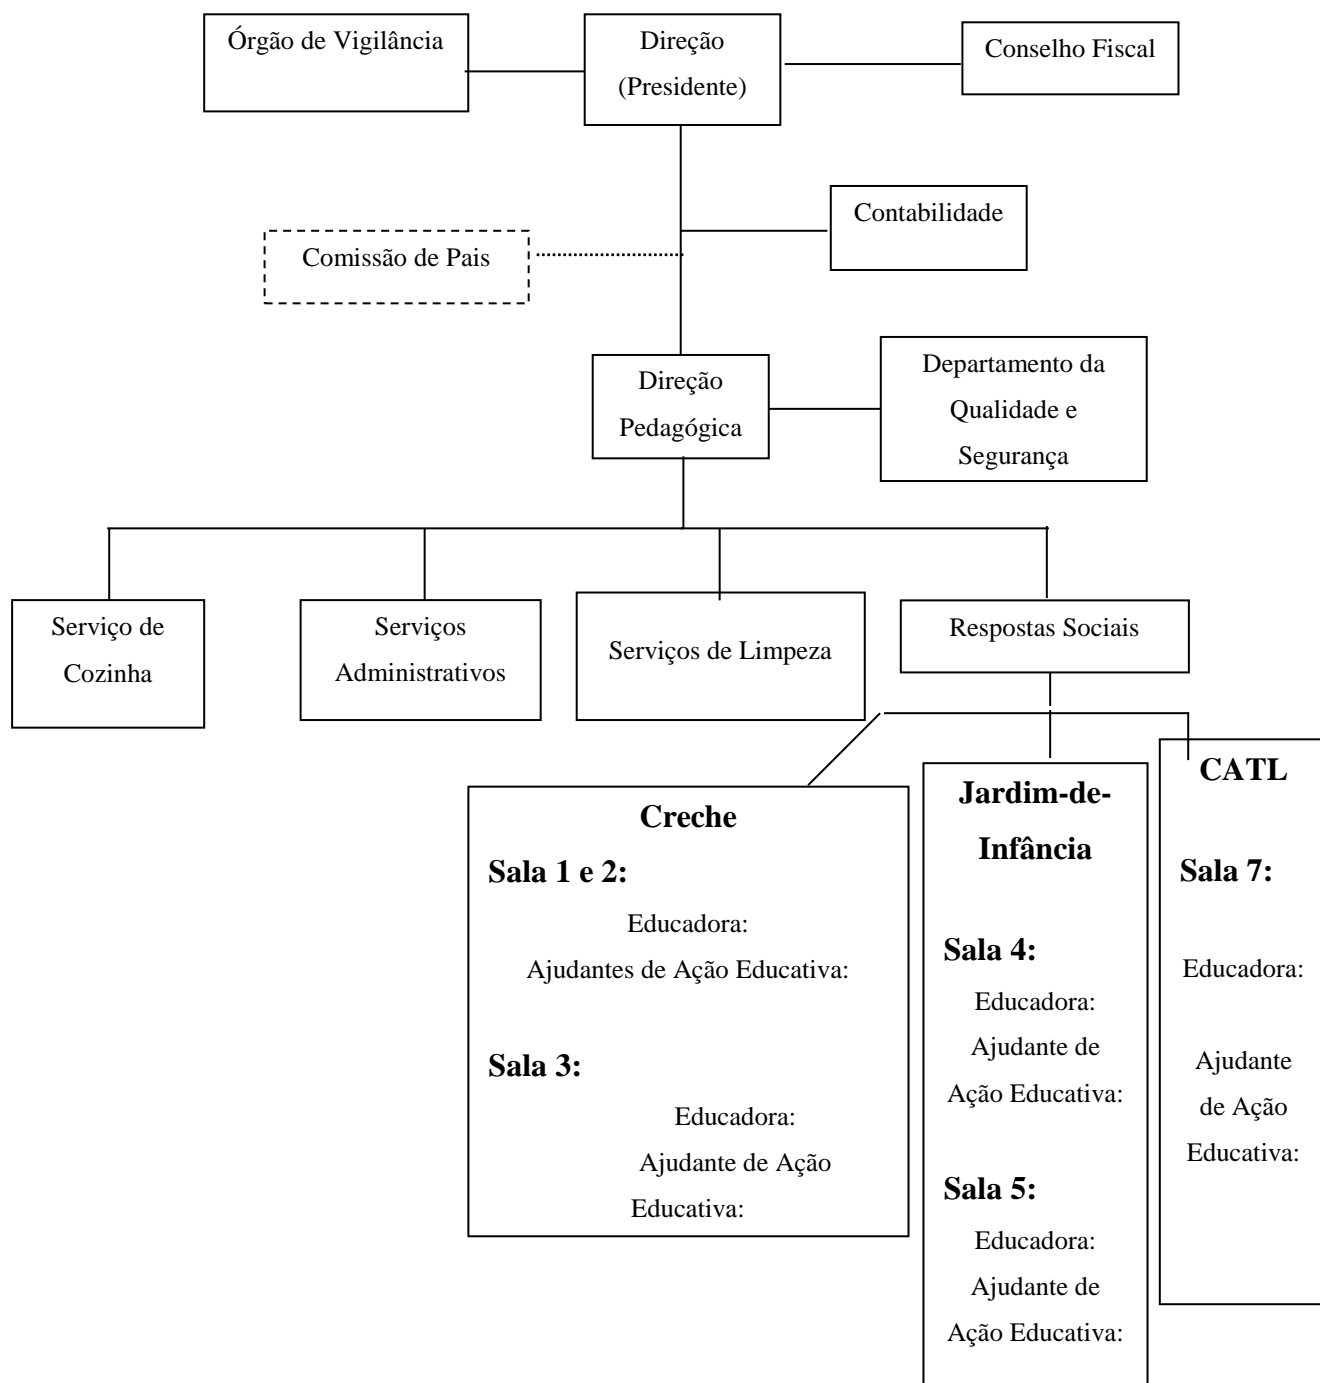 Órgão de Vigilância
Direção
(Presidente)
Conselho Fiscal
Contabilidade
Comissão de Pais
Direção
Pedagógica
Departamento da
Qualidade e
Segurança
Serviço de
Cozinha
Serviços
Administrativos
Serviços de Limpeza
Respostas Sociais
Creche
Sala 1 e 2:
Educadora:
Ajudantes de Ação Educativa:
Sala 3:
Educadora:
Ajudante de Ação
Educativa:
Jardim-de-
Infância
Sala 4:
Educadora:
Ajudante de
Ação Educativa:
Sala 5:
Educadora:
Ajudante de
Ação Educativa:
CATL
Sala 7:
Educadora:
Ajudante
de Ação
Educativa: